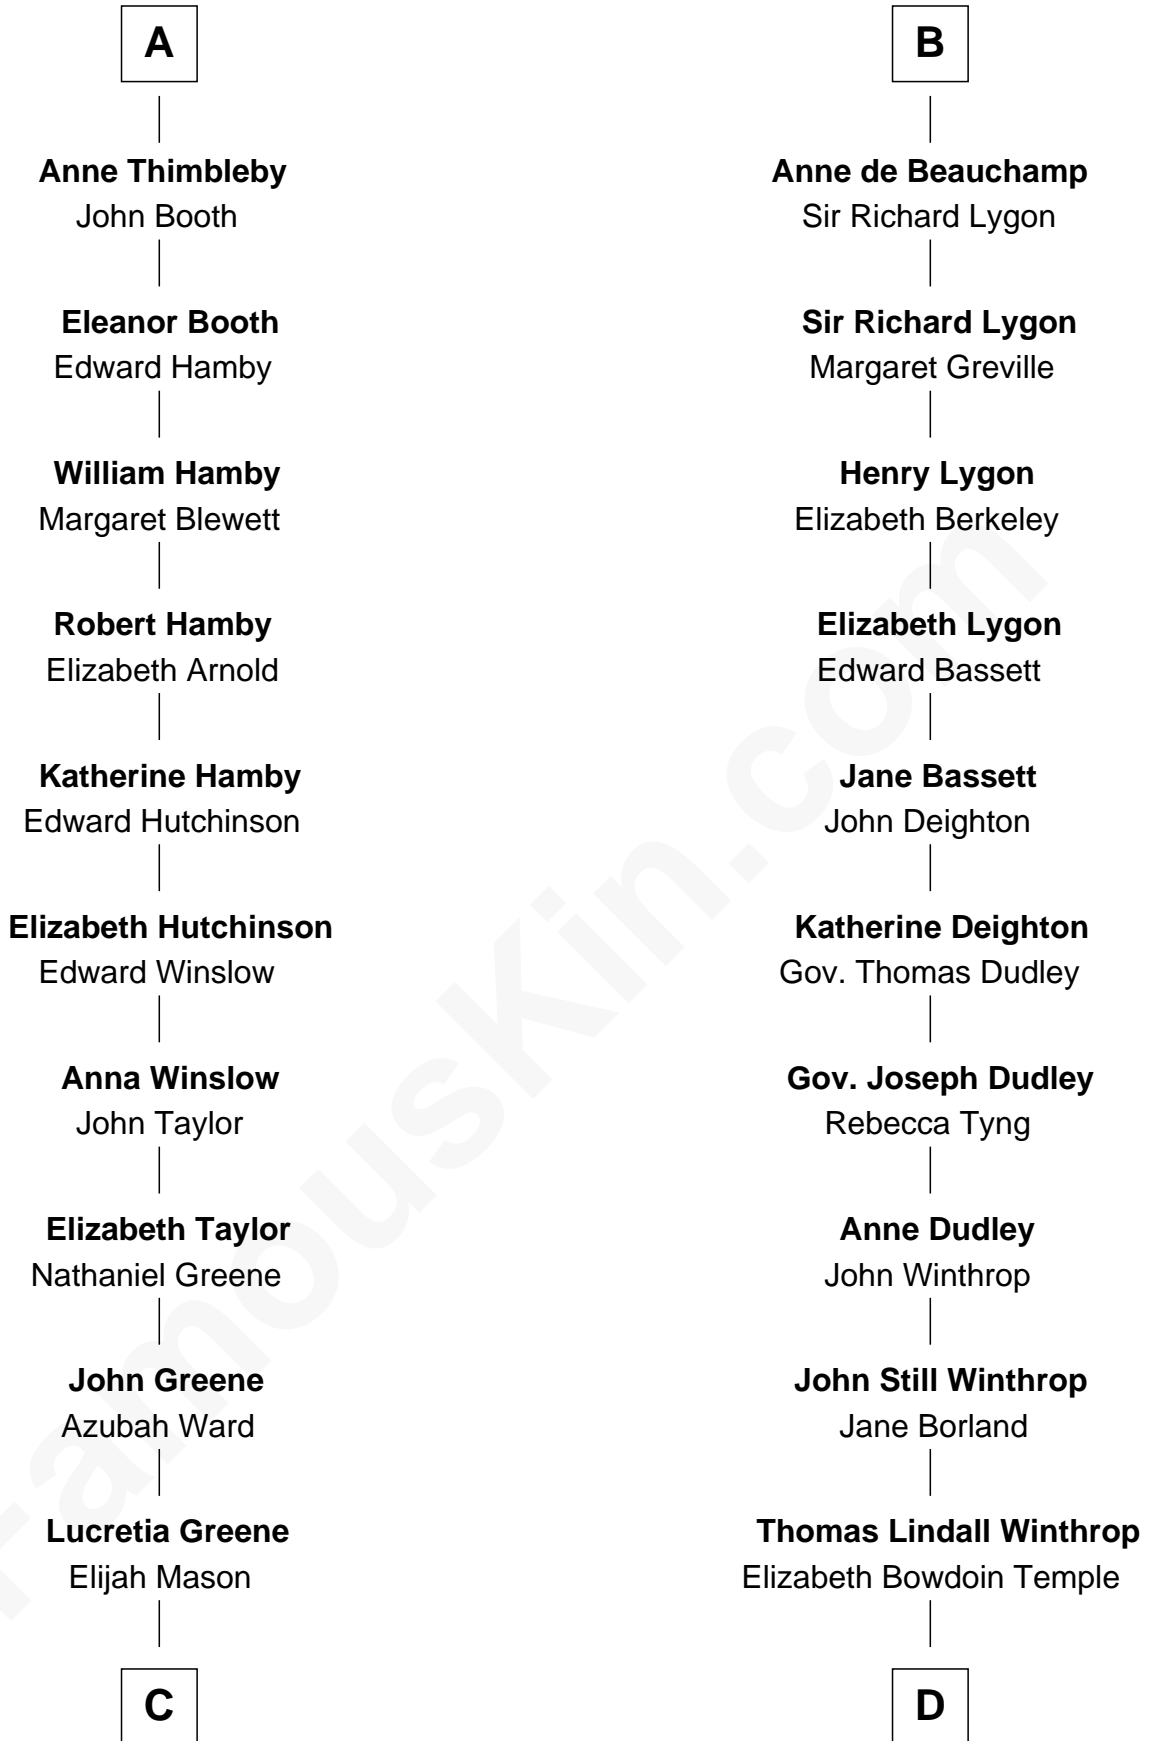 A
Anne Thimbleby
John Booth
Eleanor Booth
Edward Hamby
William Hamby
Margaret Blewett
Robert Hamby
Elizabeth Arnold
Katherine Hamby
Edward Hutchinson
Elizabeth Hutchinson
Edward Winslow
Anna Winslow
John Taylor
Elizabeth Taylor
Nathaniel Greene
John Greene
Azubah Ward
Lucretia Greene
Elijah Mason
C
B
Anne de Beauchamp
Sir Richard Lygon
Sir Richard Lygon
Margaret Greville
Henry Lygon
Elizabeth Berkeley
Elizabeth Lygon
Edward Bassett
Jane Bassett
John Deighton
Katherine Deighton
Gov. Thomas Dudley
Gov. Joseph Dudley
Rebecca Tyng
Anne Dudley
John Winthrop
John Still Winthrop
Jane Borland
Thomas Lindall Winthrop
Elizabeth Bowdoin Temple
D
FamousKin.com